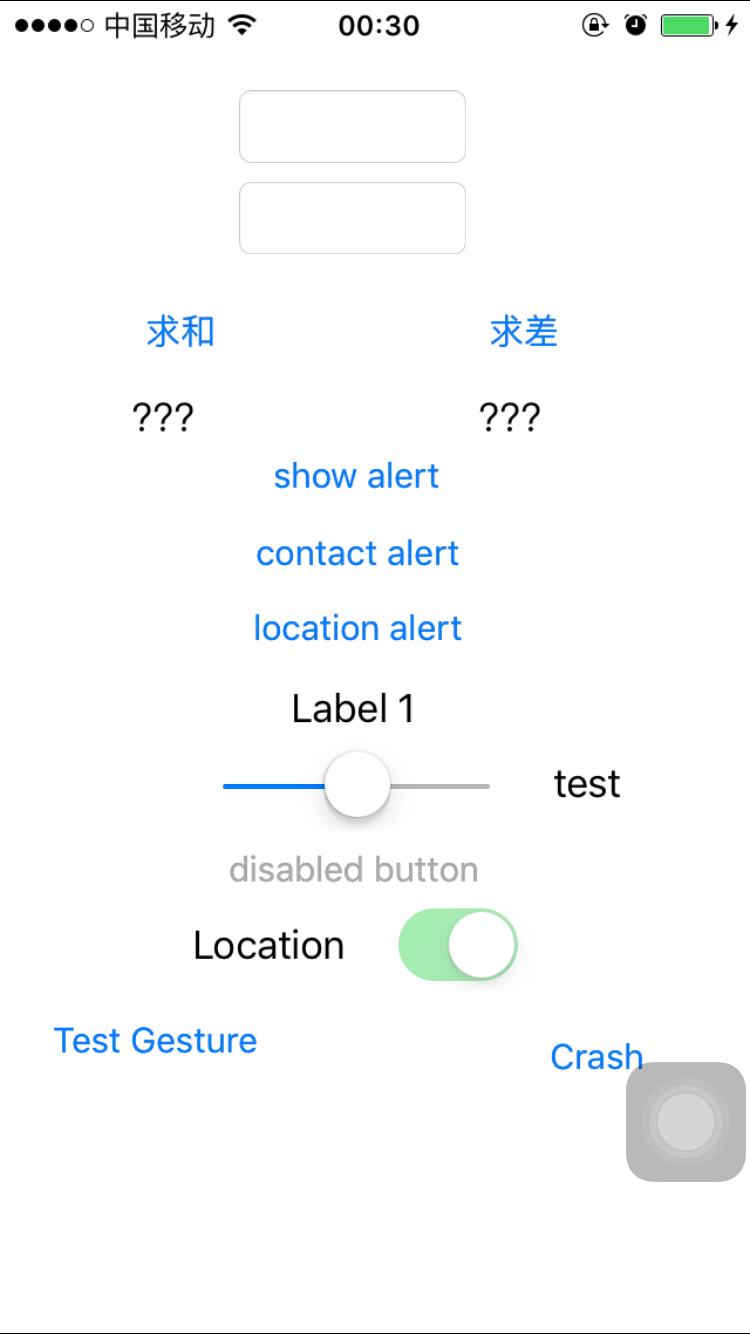 中国移动 00:30
求和 求差
??? ???
show alert
contact alert
location alert
Label 1
test
disabled button
Location
Test Gesture
Crash